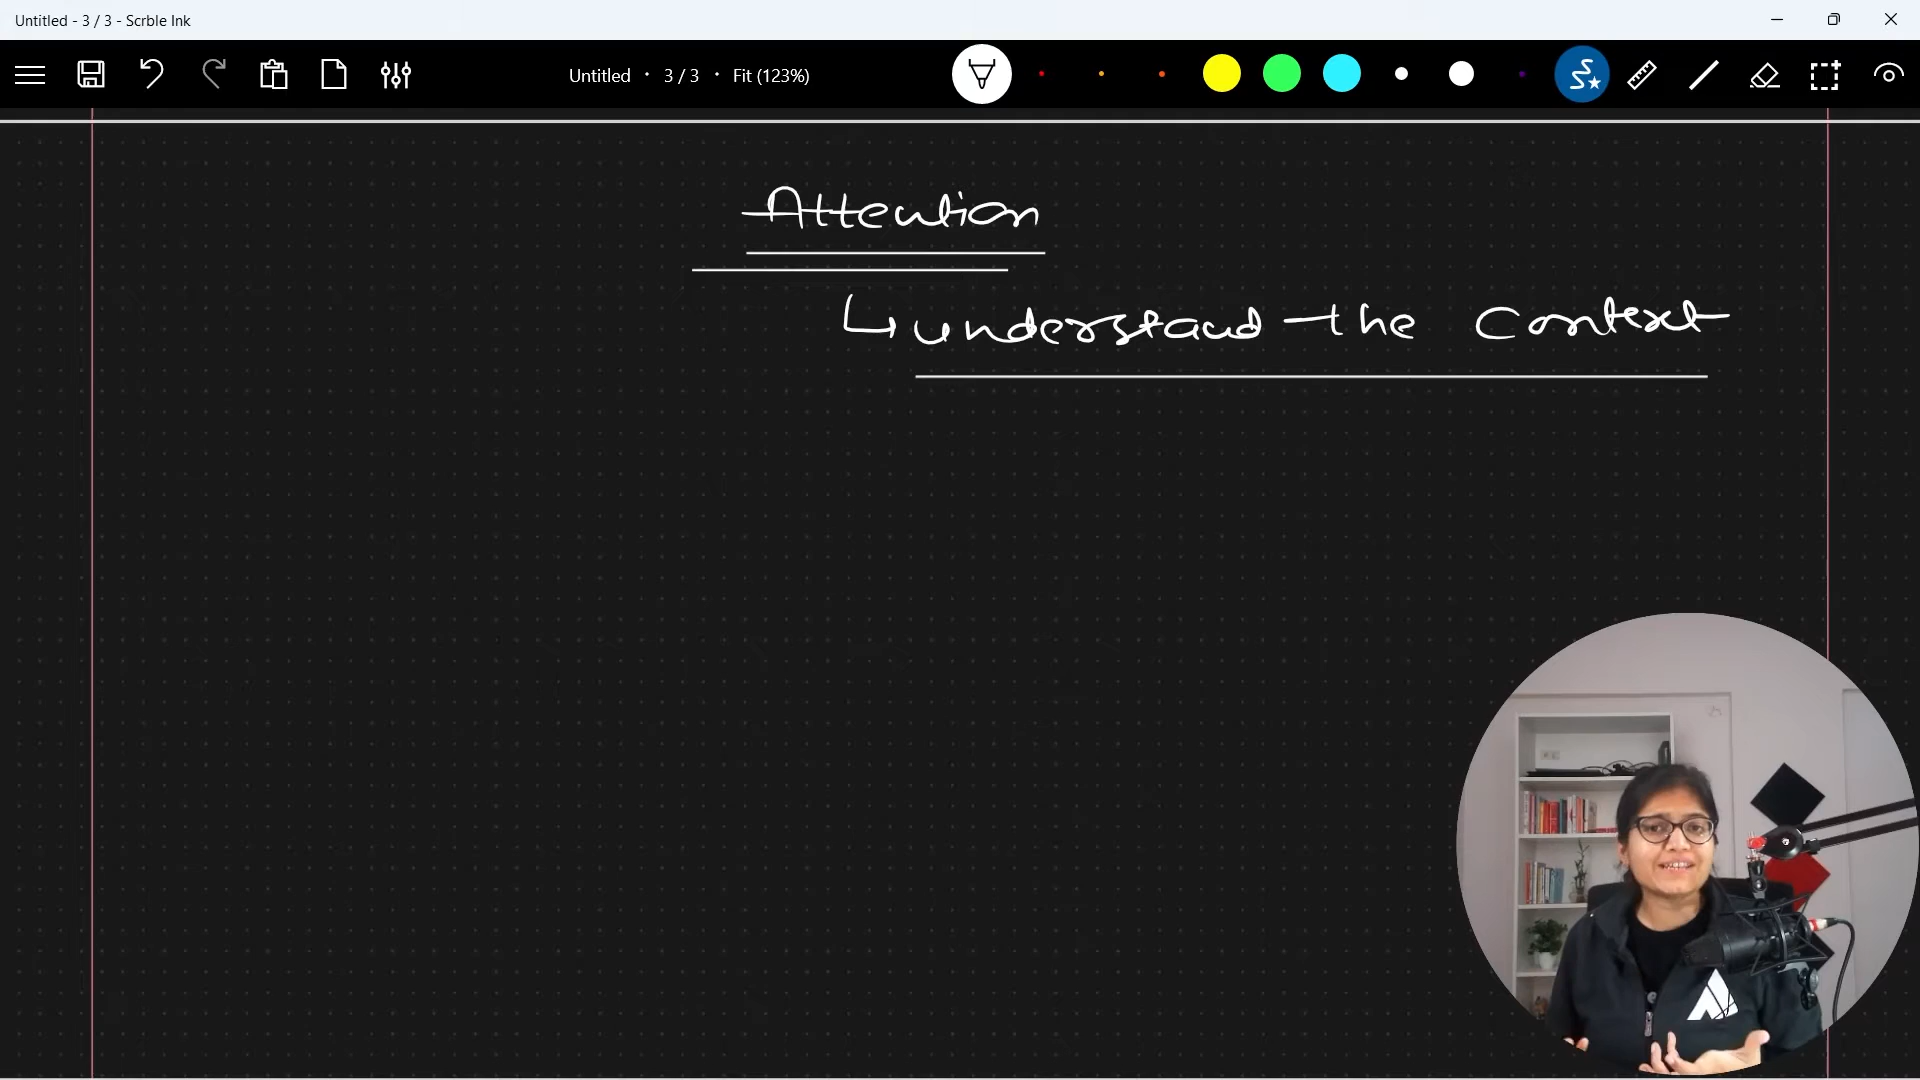 Untitled - 3 / 3 - Scrble Ink
Untitled • 3 / 3 • Fit (123%)
Attention
understand the Context